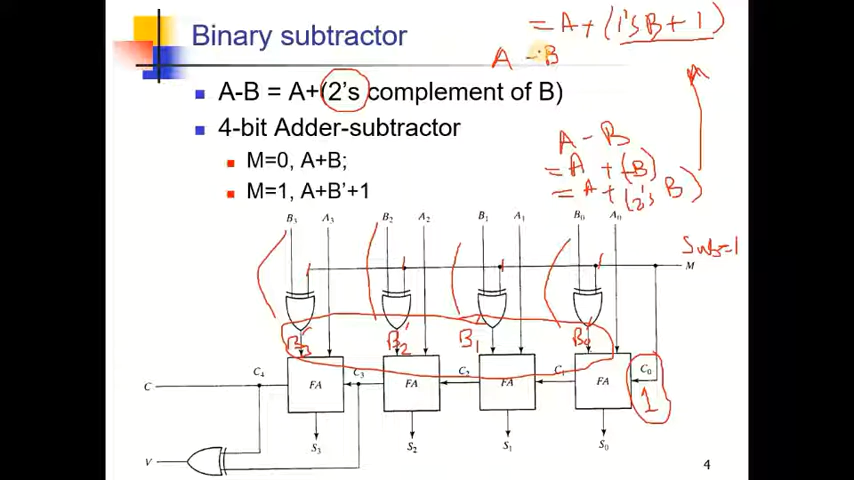 Binary subtractor
= A + (1's B + 1)
A - B
A-B = A+(2's complement of B)
4-bit Adder-subtractor
M=0, A+B;
M=1, A+B'+1
A - B
= A + (-B)
= A + (2's B)
B3 A3 B2 A2 B1 A1 B0 A0
Sub=1
M
B3' B2' B1 B0'
C C4 FA C3 FA C2 FA C1 FA C0
1
S3 S2 S1 S0
V
4